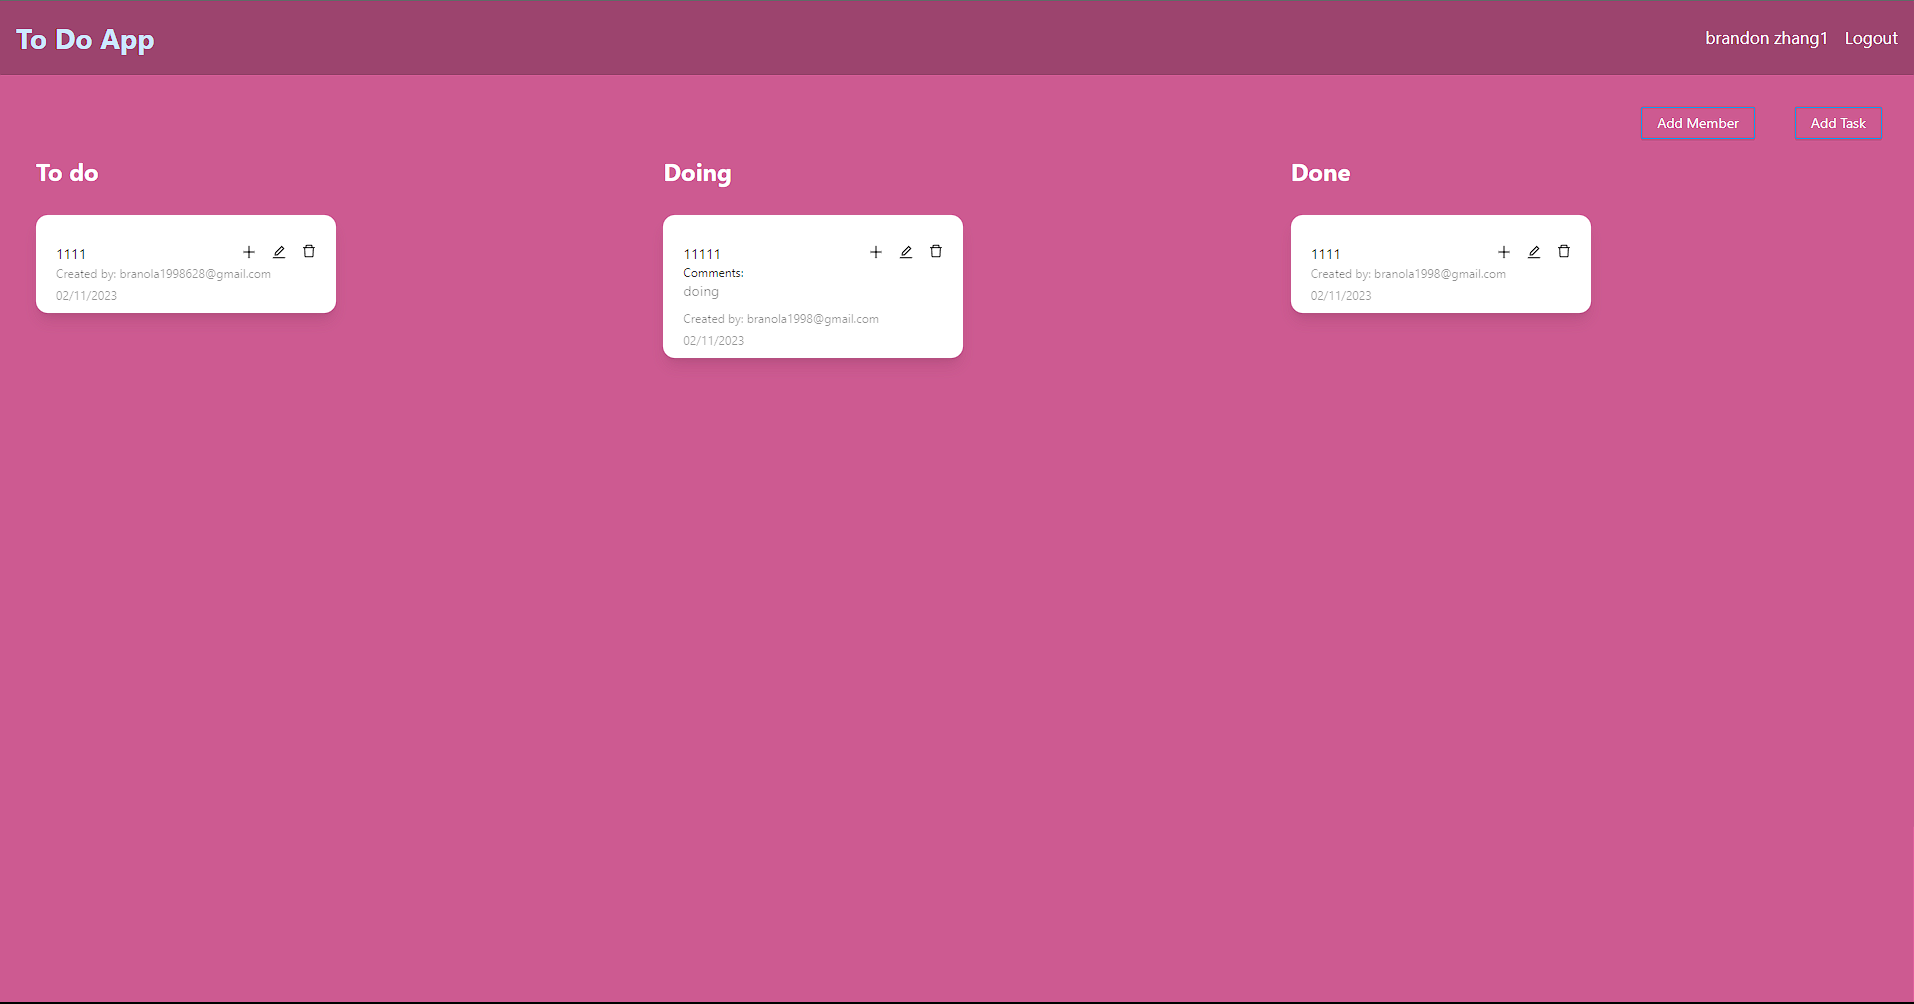 To Do App
brandon zhang1 Logout
Add Member Add Task
To do
1111
Created by: branola1998628@gmail.com
02/11/2023
Doing
11111
Comments:
doing
Created by: branola1998@gmail.com
02/11/2023
Done
1111
Created by: branola1998@gmail.com
02/11/2023